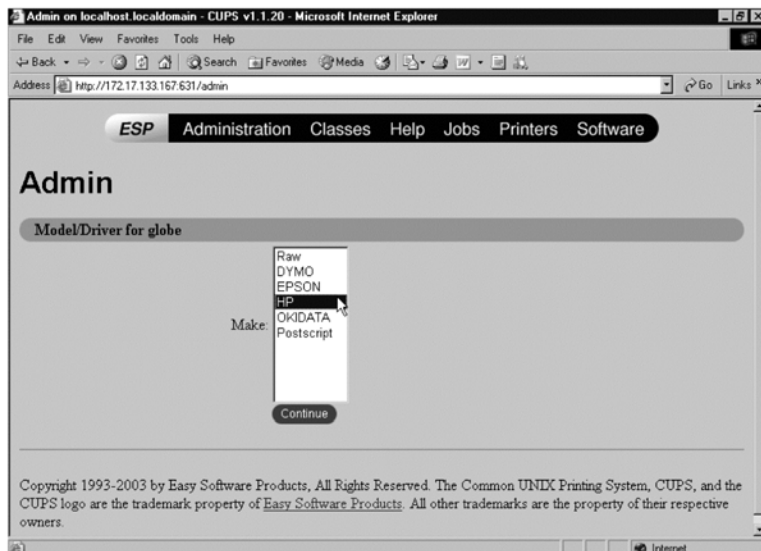 Admin on localhost.localdomain - CUPS v1.1.20 - Microsoft Internet Explorer
File Edit View Favorites Tools Help
Back Search Favorites Media
Address http://172.17.133.167:631/admin Go Links »
ESP Administration Classes Help Jobs Printers Software
Admin
Model/Driver for globe
Make:
Raw
DYMO
EPSON
HP
OKIDATA
Postscript
Continue
Copyright 1993-2003 by Easy Software Products, All Rights Reserved. The Common UNIX Printing System, CUPS, and the
CUPS logo are the trademark property of Easy Software Products. All other trademarks are the property of their respective
owners.
Internet